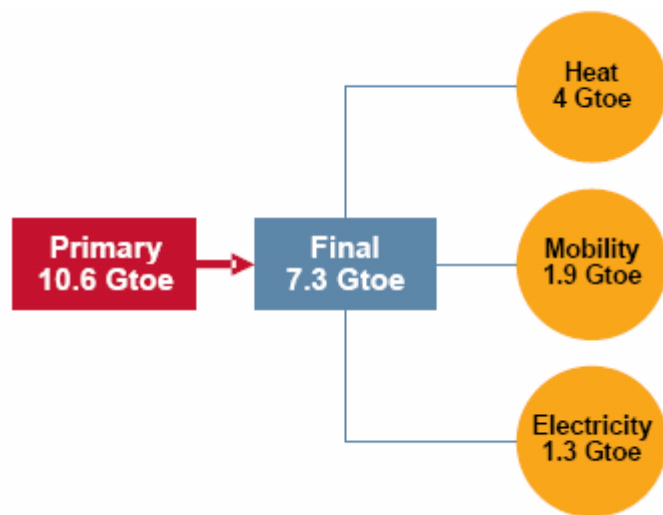 Heat
4 Gtoe
Primary
10.6 Gtoe
Final
7.3 Gtoe
Mobility
1.9 Gtoe
Electricity
1.3 Gtoe